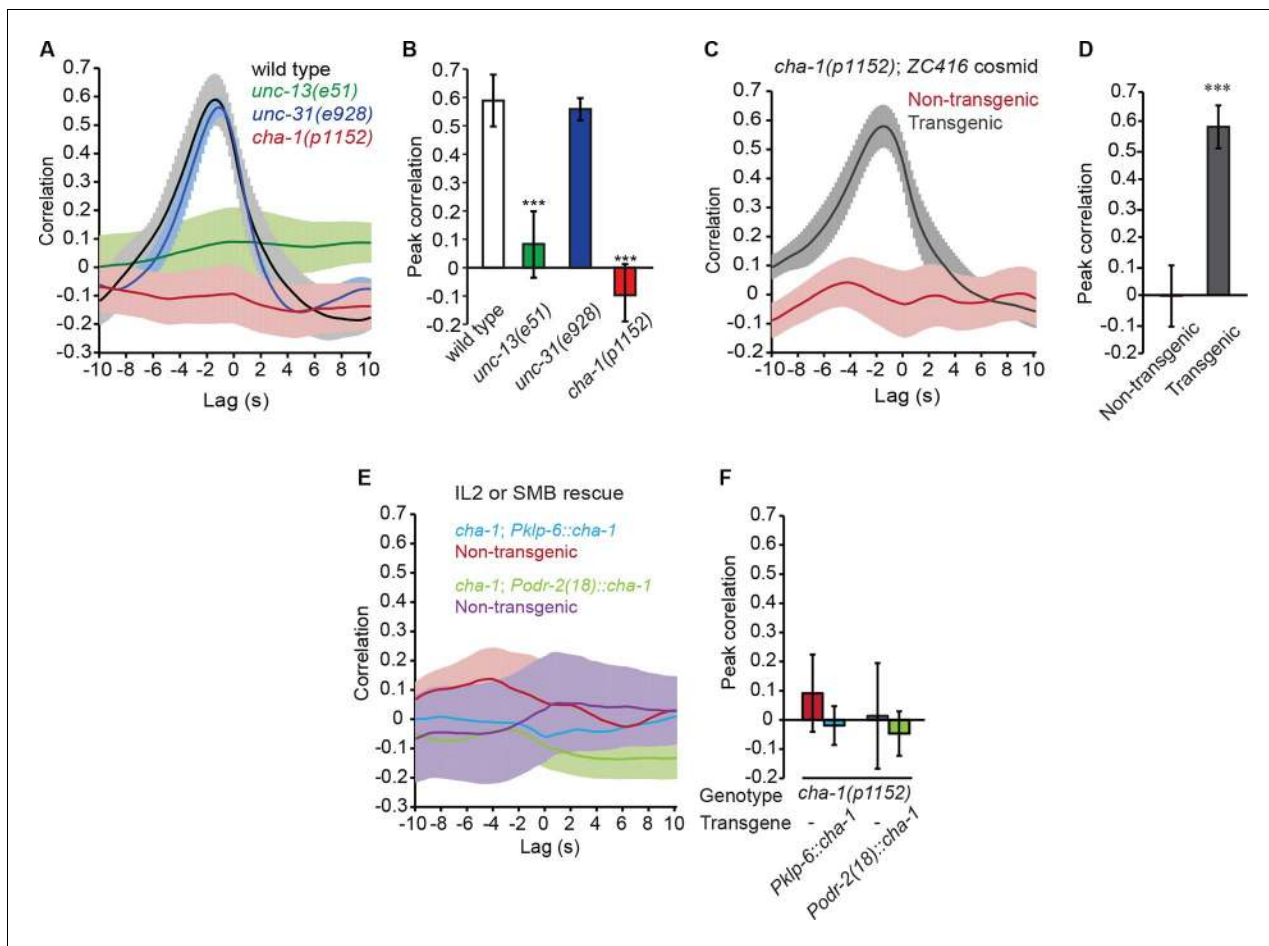 A
wild type
unc-13(e51)
unc-31(e928)
cha-1(p1152)
0.7
0.6
0.5
0.4
0.3
0.2
0.1
0
-0.1
-0.2
-0.3
Correlation
-10 -8 -6 -4 -2 0 2 4 6 8 10
Lag (s)
B
0.7
0.6
0.5
0.4
0.3
0.2
0.1
0
-0.1
-0.2
Peak correlation
***
***
wild type
unc-13(e51)
unc-31(e928)
cha-1(p1152)
C
cha-1(p1152); ZC416 cosmid
Non-transgenic
Transgenic
0.7
0.6
0.5
0.4
0.3
0.2
0.1
0
-0.1
-0.2
Correlation
-10 -8 -6 -4 -2 0 2 4 6 8 10
Lag (s)
D
0.7
0.6
0.5
0.4
0.3
0.2
0.1
0
-0.1
-0.2
Peak correlation
***
Non-transgenic
Transgenic
E
IL2 or SMB rescue
cha-1; Pklp-6::cha-1
Non-transgenic
cha-1; Podr-2(18)::cha-1
Non-transgenic
0.7
0.6
0.5
0.4
0.3
0.2
0.1
0
-0.1
-0.2
-0.3
Correlation
-10 -8 -6 -4 -2 0 2 4 6 8 10
Lag (s)
F
0.7
0.6
0.5
0.4
0.3
0.2
0.1
0
-0.1
-0.2
Peak corelation
Genotype cha-1(p1152)
Transgene - -
Pklp-6::cha-1
Podr-2(18)::cha-1